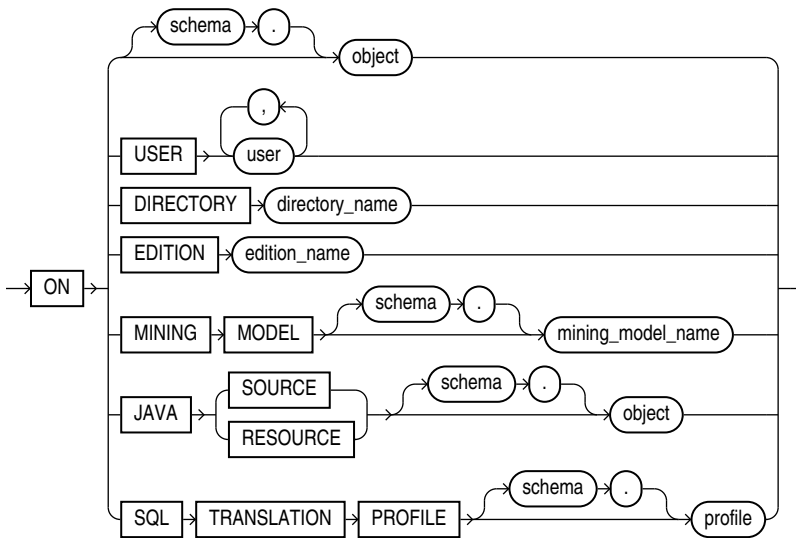 schema .
object
,
USER user
DIRECTORY directory_name
EDITION edition_name
ON
schema .
MINING MODEL mining_model_name
SOURCE schema .
JAVA object
RESOURCE
schema .
SQL TRANSLATION PROFILE profile